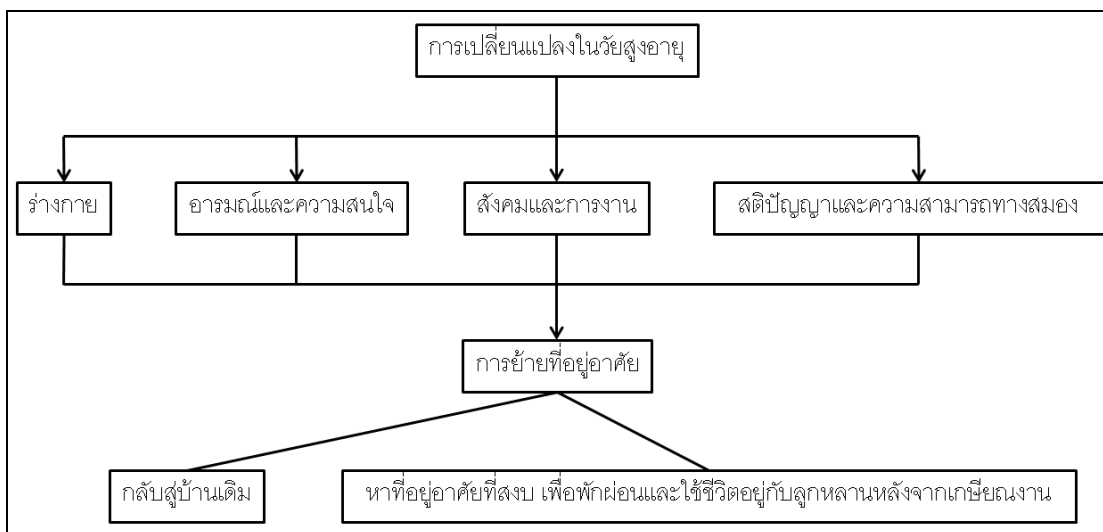 การเปลี่ยนแปลงในวัยสูงอายุ
ร่างกาย
อารมณ์และความสนใจ
สังคมและการงาน
สติปัญญาและความสามารถทางสมอง
การย้ายที่อยู่อาศัย
กลับสู่บ้านเดิม
หาที่อยู่อาศัยที่สงบ เพื่อพักผ่อนและใช้ชีวิตอยู่กับลูกหลานหลังจากเกษียณงาน